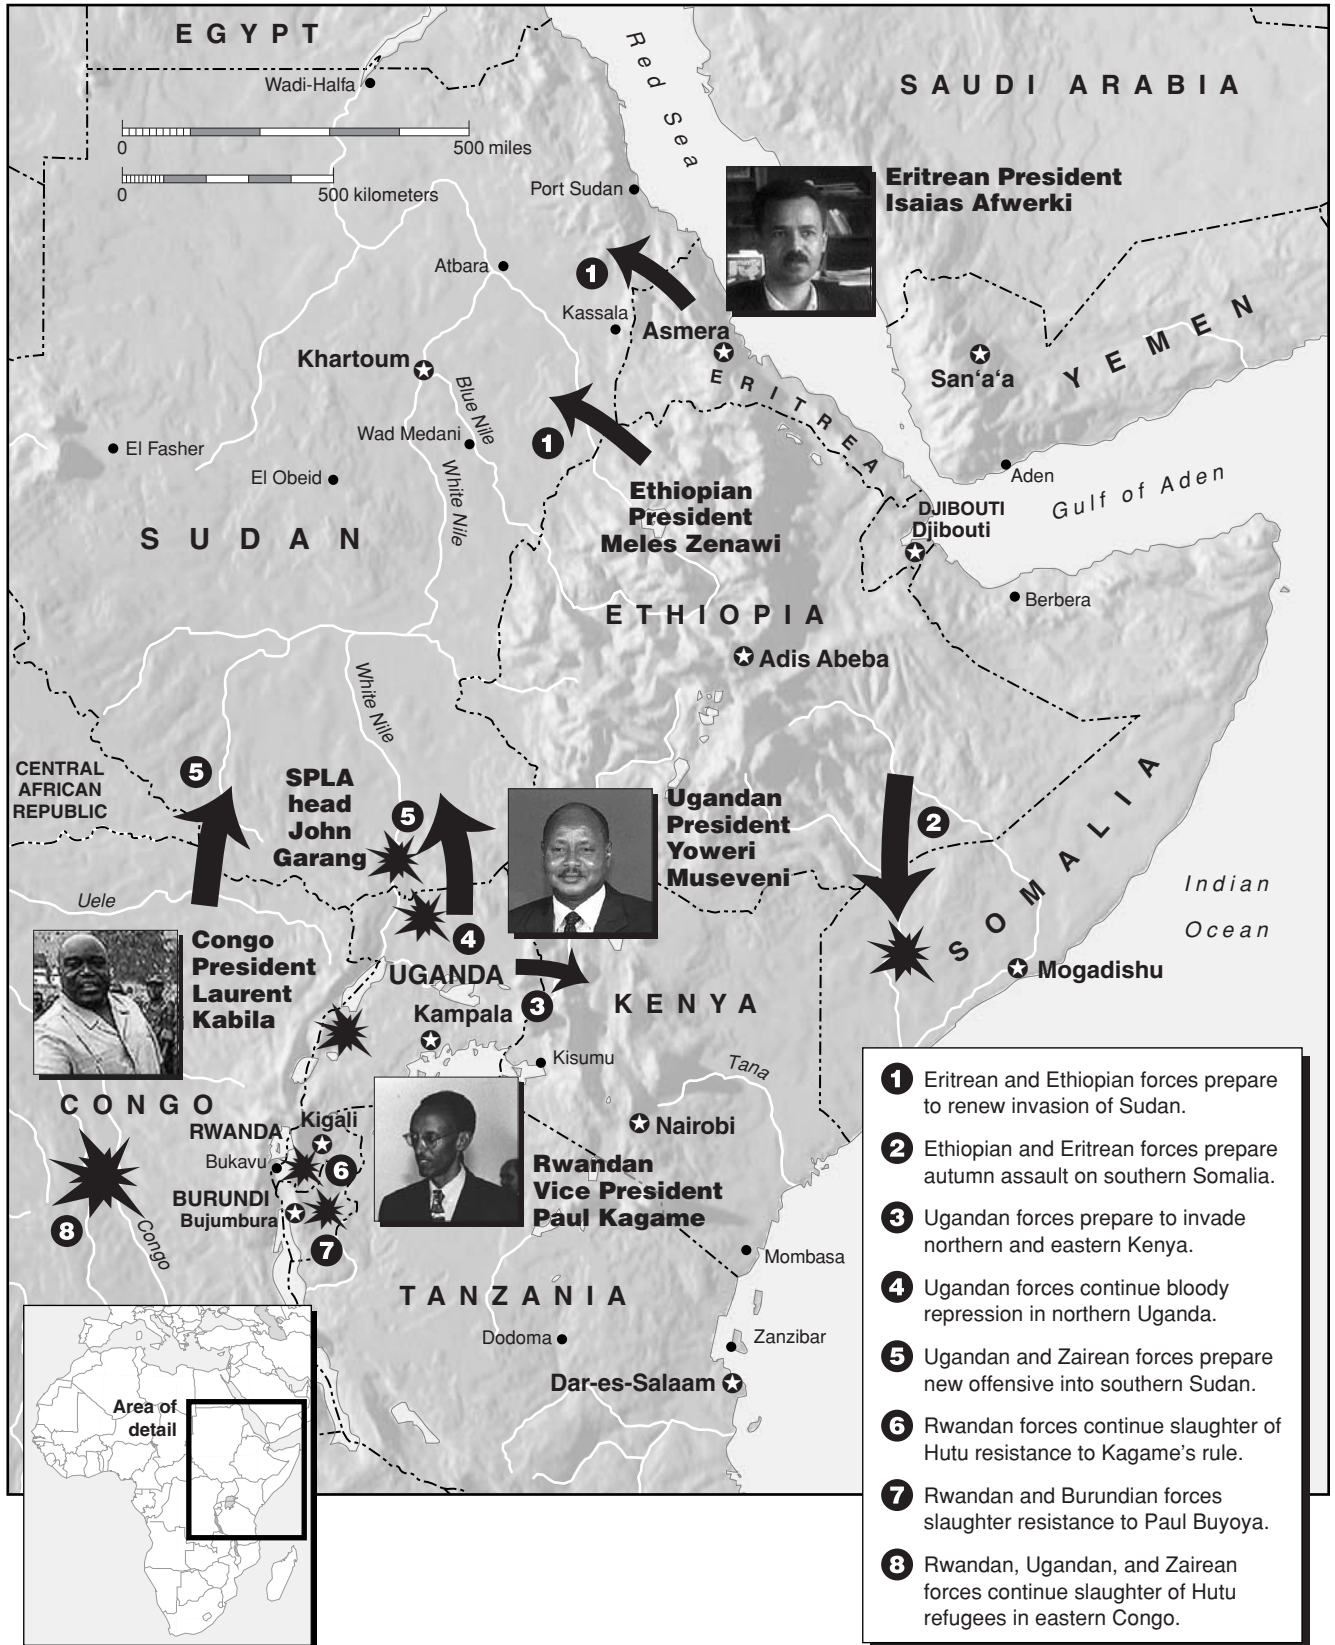 EGYPT
Wadi-Halfa
0
500 miles
0
500 kilometers
Red Sea
SAUDI ARABIA
Port Sudan
Eritrean President
Isaias Afwerki
Atbara
1
Kassala
Asmera
Khartoum
ERITREA
San‘a‘a
YEMEN
Blue Nile
Wad Medani
1
El Fasher
El Obeid
White Nile
Aden
Gulf of Aden
Ethiopian
President
Meles Zenawi
DJIBOUTI
Djibouti
SUDAN
Berbera
ETHIOPIA
Adis Abeba
White Nile
CENTRAL
AFRICAN
REPUBLIC
5
SPLA
head
John
Garang
5
Ugandan
President
Yoweri
Museveni
2
SOMALIA
Uele
Indian
Ocean
Congo
President
Laurent
Kabila
4
UGANDA
3
KENYA
Mogadishu
Kampala
Kisumu
Tana
CONGO
RWANDA
Kigali
Nairobi
Bukavu
6
Rwandan
Vice President
Paul Kagame
BURUNDI
Bujumbura
8
Congo
7
Mombasa
TANZANIA
Dodoma
Zanzibar
Dar-es-Salaam
Area of
detail
1 Eritrean and Ethiopian forces prepare
to renew invasion of Sudan.
2 Ethiopian and Eritrean forces prepare
autumn assault on southern Somalia.
3 Ugandan forces prepare to invade
northern and eastern Kenya.
4 Ugandan forces continue bloody
repression in northern Uganda.
5 Ugandan and Zairean forces prepare
new offensive into southern Sudan.
6 Rwandan forces continue slaughter of
Hutu resistance to Kagame’s rule.
7 Rwandan and Burundian forces
slaughter resistance to Paul Buyoya.
8 Rwandan, Ugandan, and Zairean
forces continue slaughter of Hutu
refugees in eastern Congo.